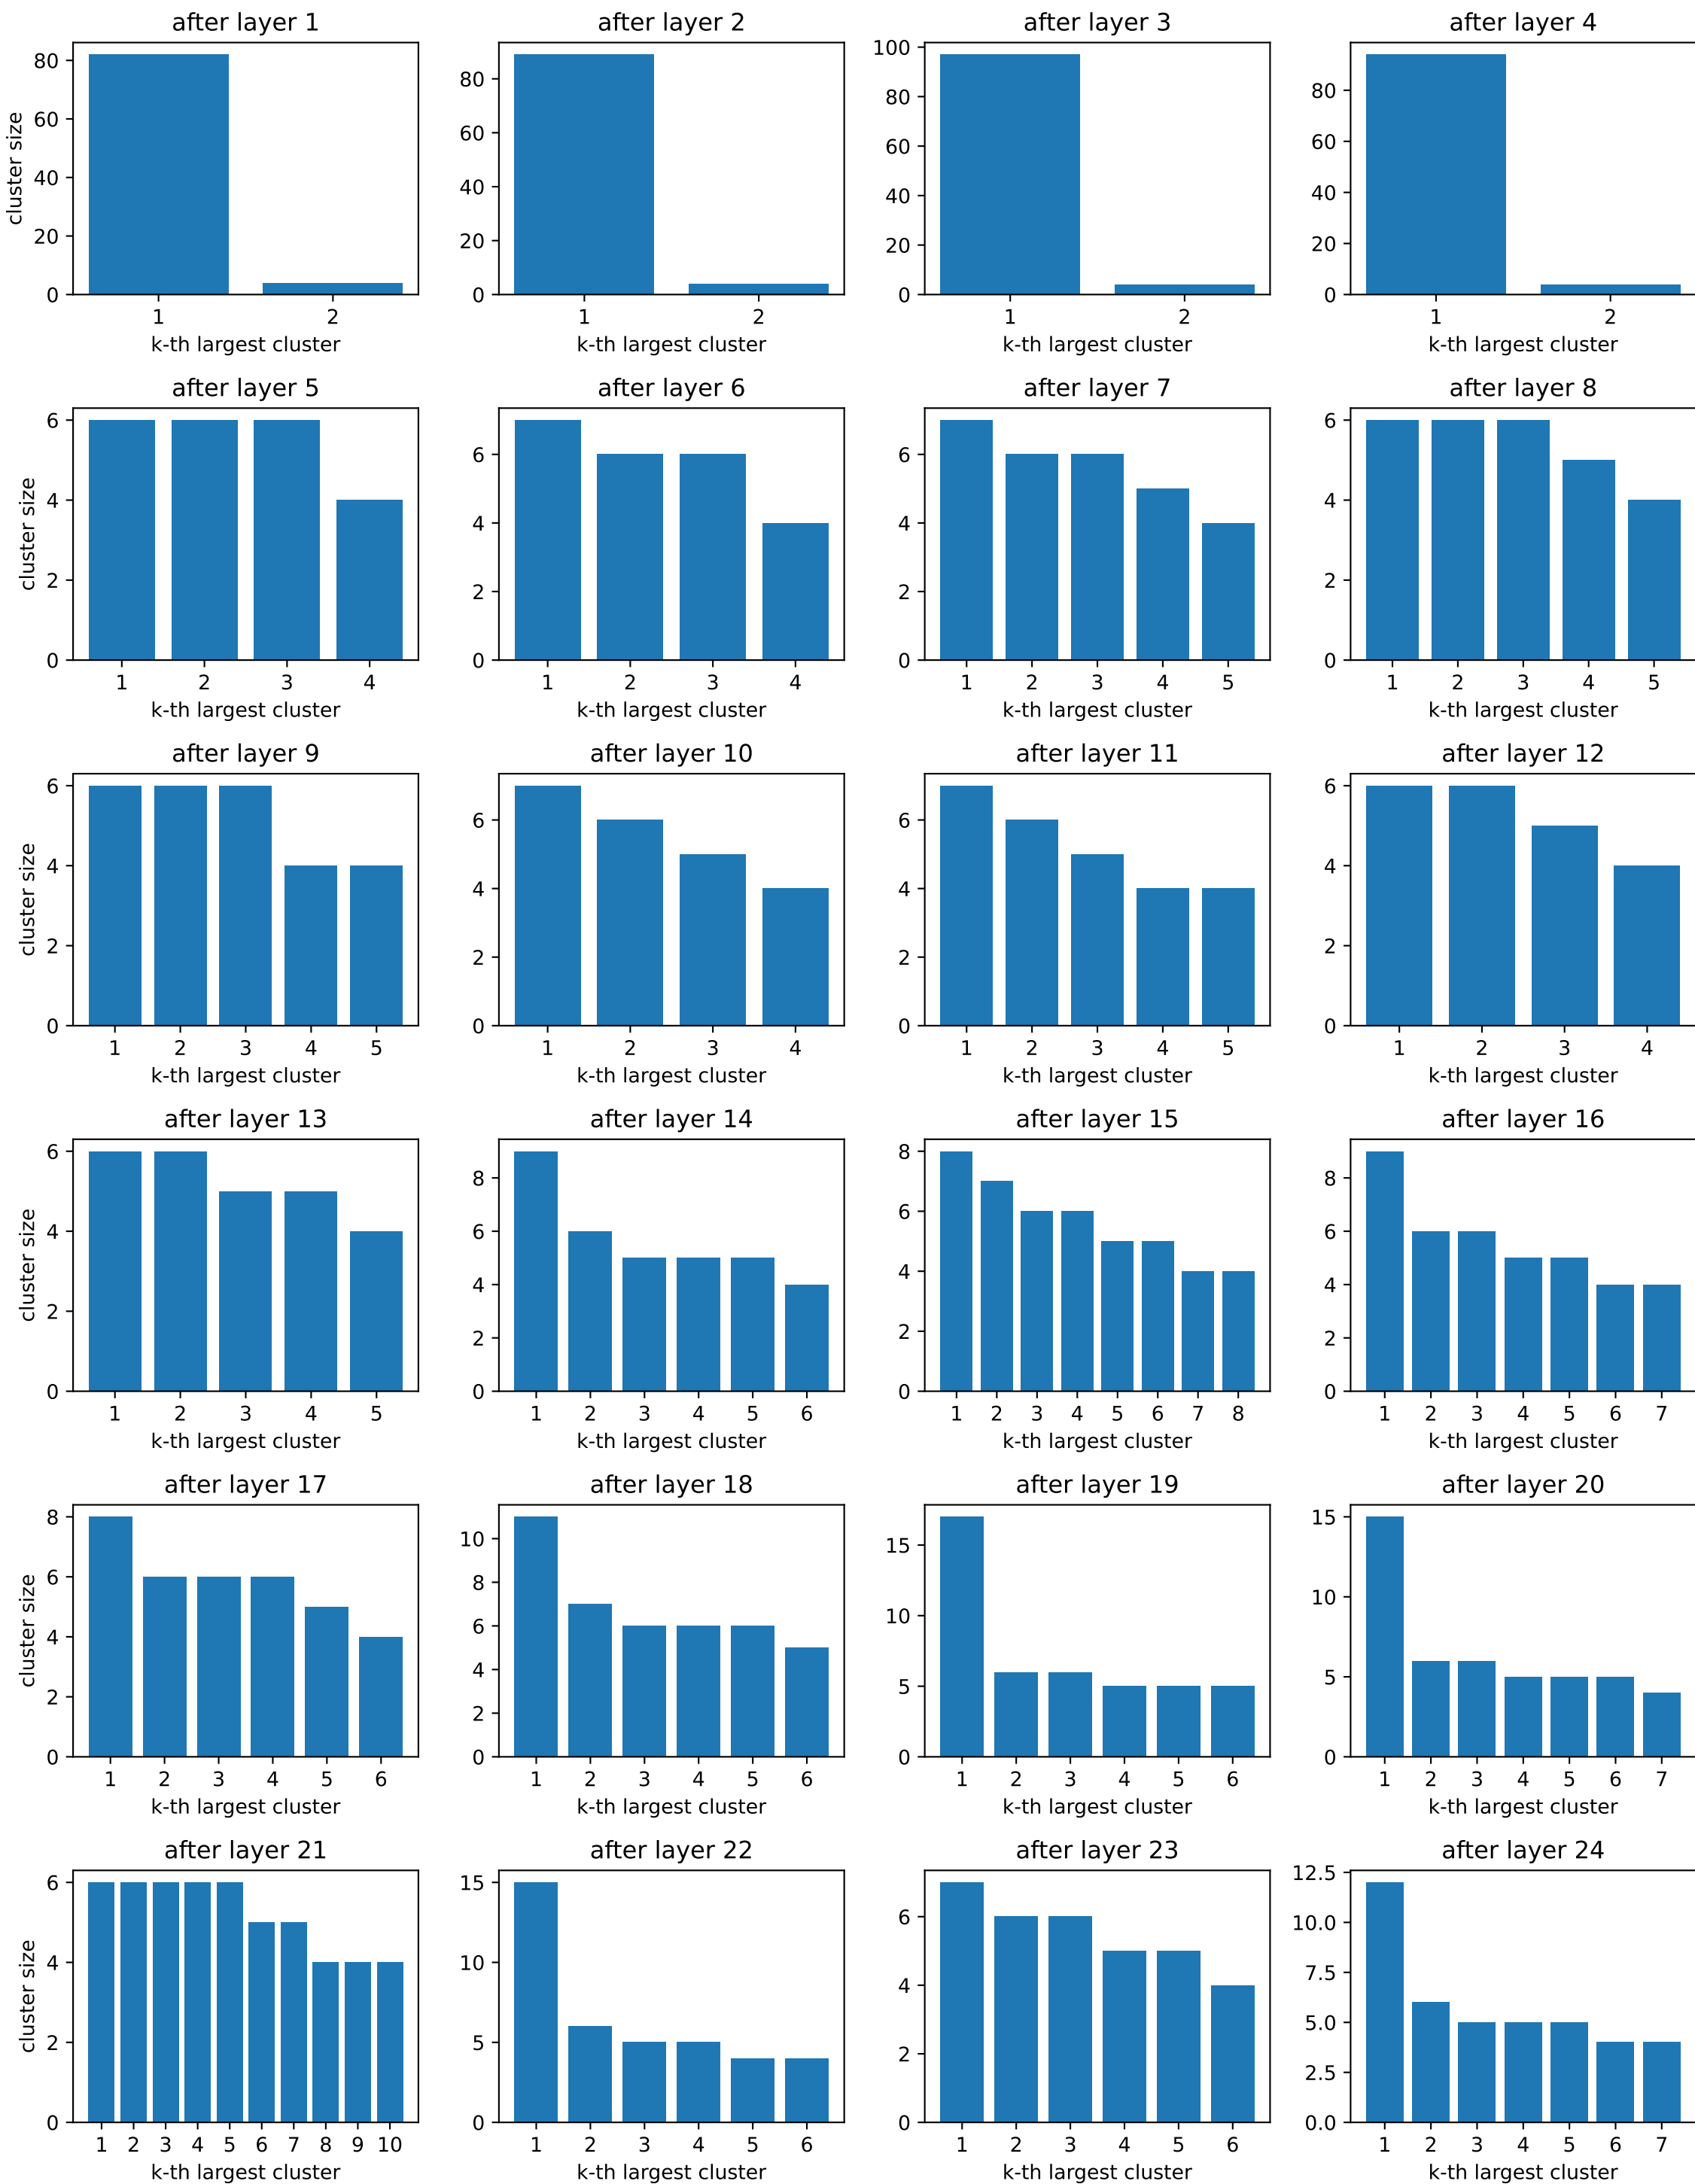 after layer 1
80
60
40
20
0
cluster size
1 2
k-th largest cluster
after layer 2
80
60
40
20
0
1 2
k-th largest cluster
after layer 3
100
80
60
40
20
0
1 2
k-th largest cluster
after layer 4
80
60
40
20
0
1 2
k-th largest cluster
after layer 5
6
4
2
0
cluster size
1 2 3 4
k-th largest cluster
after layer 6
6
4
2
0
1 2 3 4
k-th largest cluster
after layer 7
6
4
2
0
1 2 3 4 5
k-th largest cluster
after layer 8
6
4
2
0
1 2 3 4 5
k-th largest cluster
after layer 9
6
4
2
0
cluster size
1 2 3 4 5
k-th largest cluster
after layer 10
6
4
2
0
1 2 3 4
k-th largest cluster
after layer 11
6
4
2
0
1 2 3 4 5
k-th largest cluster
after layer 12
6
4
2
0
1 2 3 4
k-th largest cluster
after layer 13
6
4
2
0
cluster size
1 2 3 4 5
k-th largest cluster
after layer 14
8
6
4
2
0
1 2 3 4 5 6
k-th largest cluster
after layer 15
8
6
4
2
0
1 2 3 4 5 6 7 8
k-th largest cluster
after layer 16
8
6
4
2
0
1 2 3 4 5 6 7
k-th largest cluster
after layer 17
8
6
4
2
0
cluster size
1 2 3 4 5 6
k-th largest cluster
after layer 18
10
8
6
4
2
0
1 2 3 4 5 6
k-th largest cluster
after layer 19
15
10
5
0
1 2 3 4 5 6
k-th largest cluster
after layer 20
15
10
5
0
1 2 3 4 5 6 7
k-th largest cluster
after layer 21
6
4
2
0
cluster size
1 2 3 4 5 6 7 8 9 10
k-th largest cluster
after layer 22
15
10
5
0
1 2 3 4 5 6
k-th largest cluster
after layer 23
6
4
2
0
1 2 3 4 5 6
k-th largest cluster
after layer 24
12.5
10.0
7.5
5.0
2.5
0.0
1 2 3 4 5 6 7
k-th largest cluster